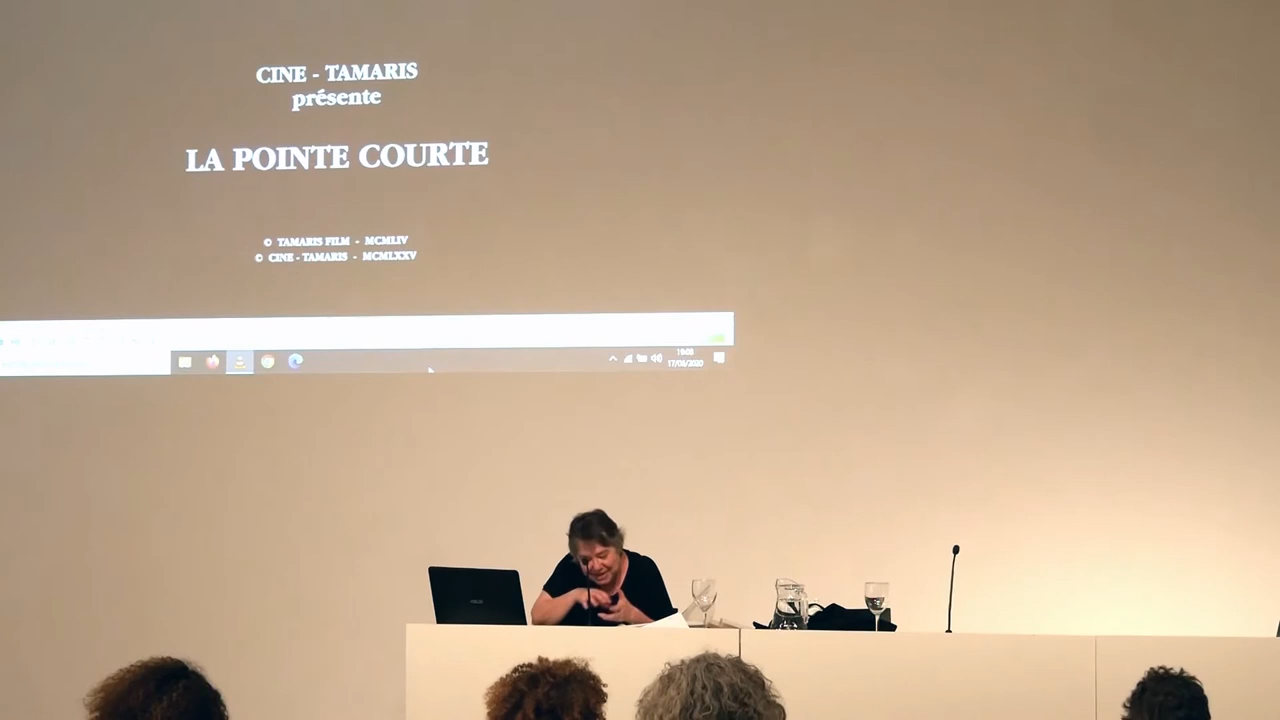 CINE - TAMARIS
présente
LA POINTE COURTE
© TAMARIS FILM - MCMLIV
© CINE - TAMARIS - MCMLXXV